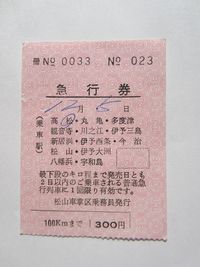 冊 No 0033 No 023
急行券
12月5日
(乗車駅)
高松・丸亀・多度津
観音寺・川之江・伊予三島
新居浜・伊予西条・今治
松山・伊予大洲
八幡浜・宇和島
最下段のキロ程まで発売日とも
2日以内のご乗車される普通急
行列車に1回限り有効です。
松山車掌区乗務員発行
100Kmまで 300円